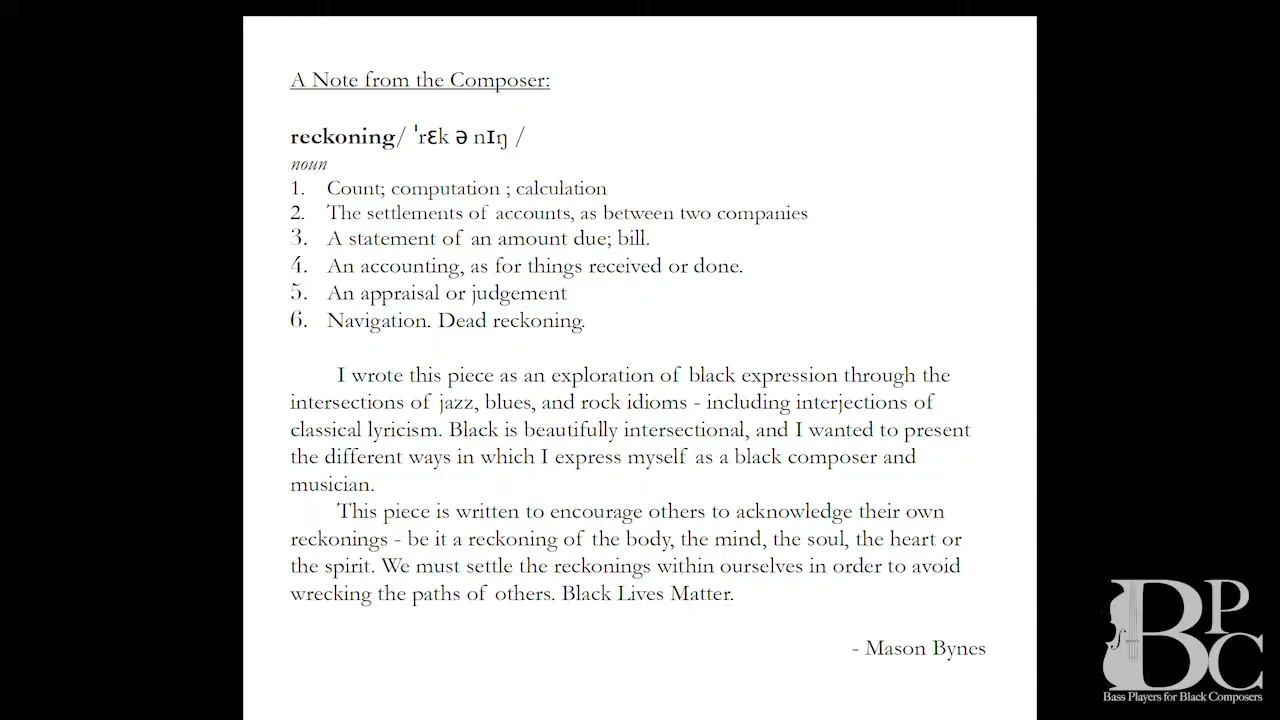 A Note from the Composer:
reckoning/ ˈrɛk ə nɪŋ /
noun
1. Count; computation ; calculation
2. The settlements of accounts, as between two companies
3. A statement of an amount due; bill.
4. An accounting, as for things received or done.
5. An appraisal or judgement
6. Navigation. Dead reckoning.
I wrote this piece as an exploration of black expression through the
intersections of jazz, blues, and rock idioms - including interjections of
classical lyricism. Black is beautifully intersectional, and I wanted to present
the different ways in which I express myself as a black composer and
musician.
This piece is written to encourage others to acknowledge their own
reckonings - be it a reckoning of the body, the mind, the soul, the heart or
the spirit. We must settle the reckonings within ourselves in order to avoid
wrecking the paths of others. Black Lives Matter.
- Mason Bynes
BPC
Bass Players for Black Composers